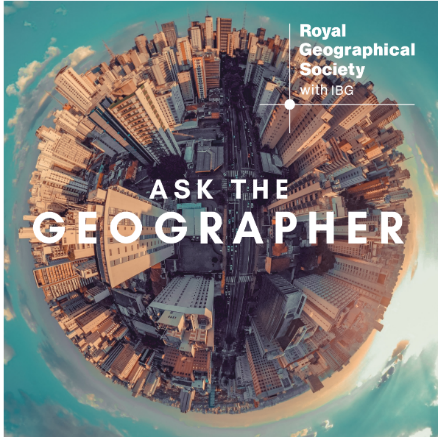 Royal
Geographical
Society
with IBG
ASK THE
GEOGRAPHER